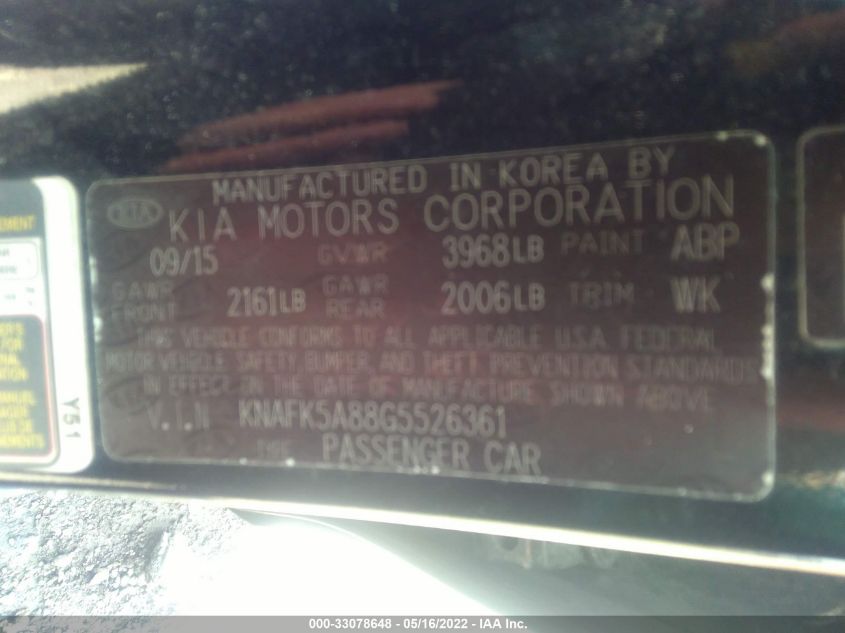 MANUFACTURED IN KOREA BY
KIA KIA MOTORS CORPORATION
09/15 GVWR 3968LB PAINT ABP
GAWR FRONT 2161LB GAWR REAR 2006LB TRIM WK
THIS VEHICLE CONFORMS TO ALL APPLICABLE U.S.A. FEDERAL
MOTOR VEHICLE SAFETY, BUMPER, AND THEFT PREVENTION STANDARDS
IN EFFECT ON THE DATE OF MANUFACTURE SHOWN ABOVE
V.I.N KNAFK5A88G5526361
TYPE PASSENGER CAR
Y51
000-33078648 - 05/16/2022 - IAA Inc.